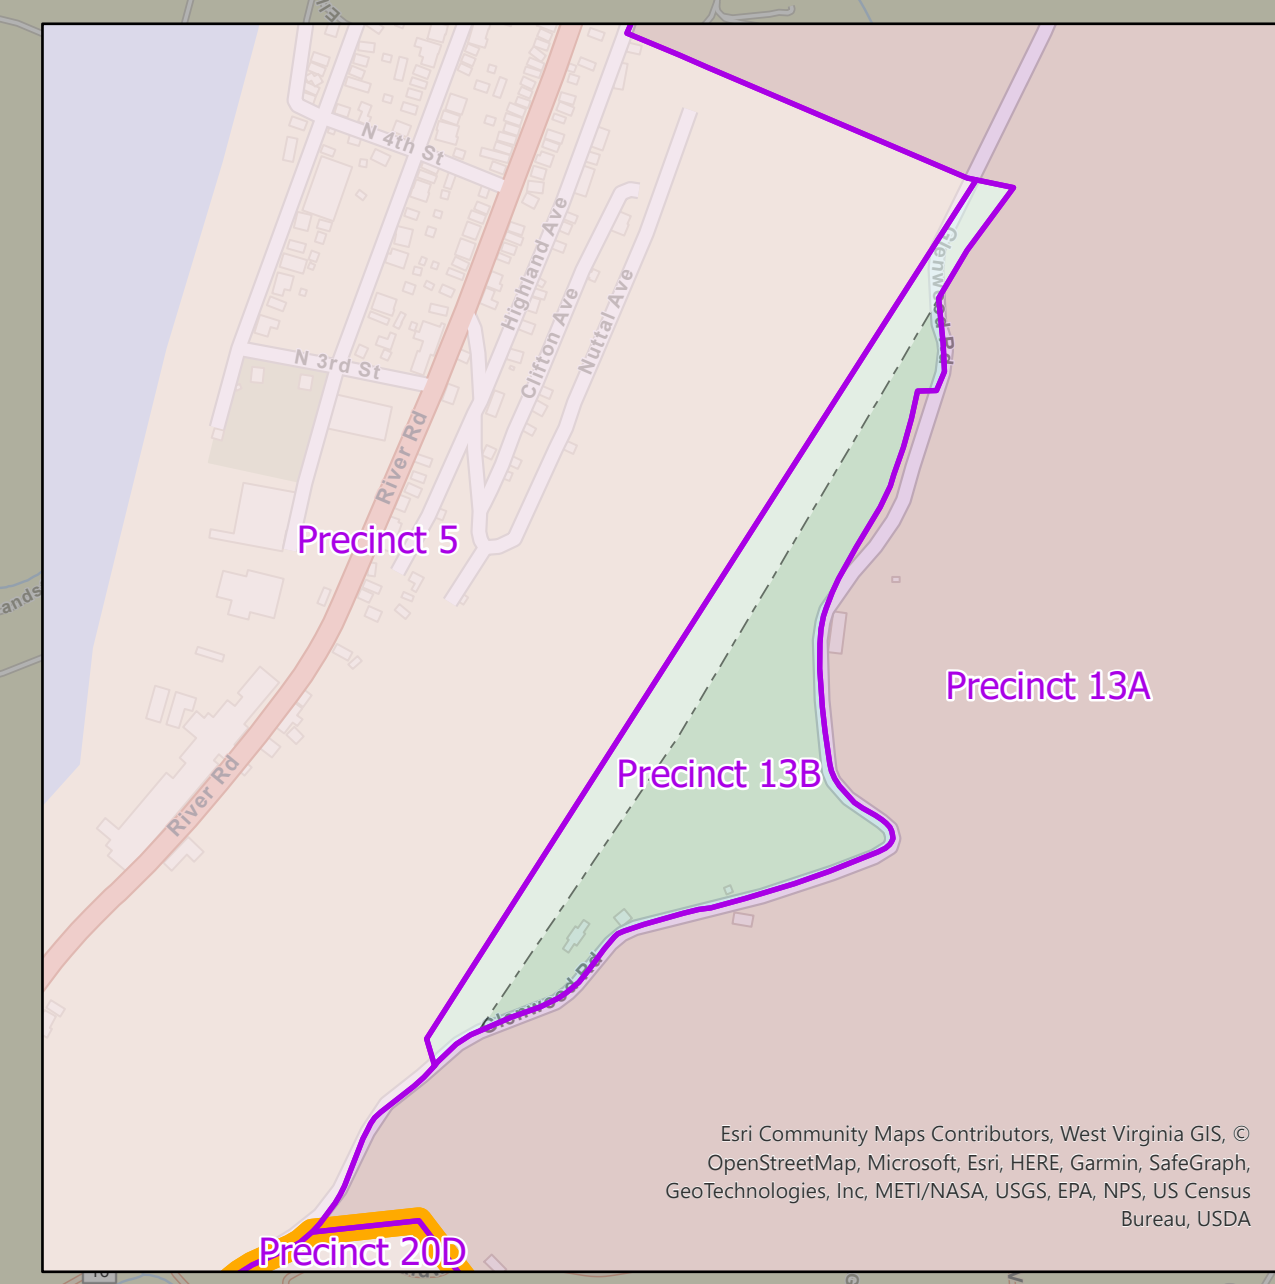 N 4th St
Highland Ave
Clifton Ave
Nuttal Ave
Glenwood Rd
N 3rd St
River Rd
Precinct 5
ands
Precinct 13A
Precinct 13B
River Rd
Glenwood Rd
Esri Community Maps Contributors, West Virginia GIS, ©
OpenStreetMap, Microsoft, Esri, HERE, Garmin, SafeGraph,
GeoTechnologies, Inc, METI/NASA, USGS, EPA, NPS, US Census
Bureau, USDA
Precinct 20D